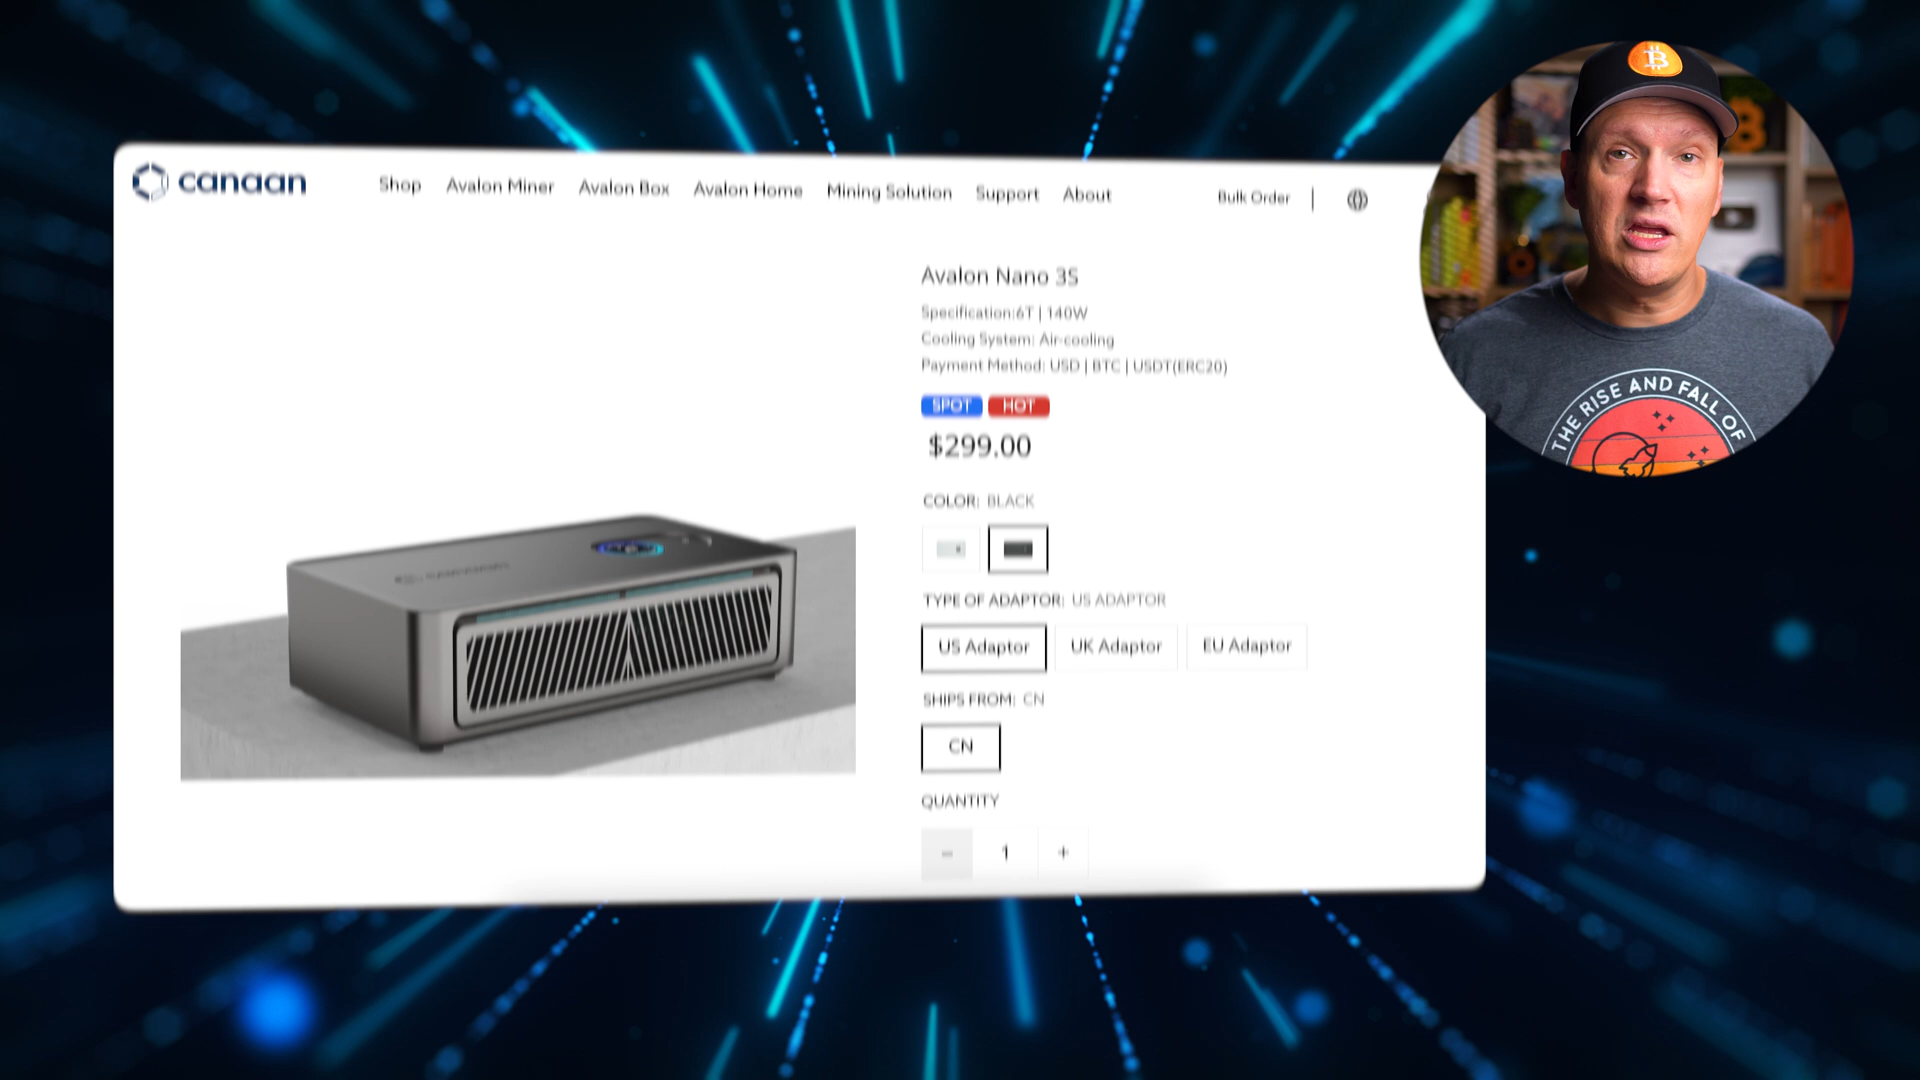 canaan
Shop Avalon Miner Avalon Box Avalon Home Mining Solution Support About Bulk Order
Avalon Nano 3S
Specification:6T | 140W
Cooling System: Air-cooling
Payment Method: USD | BTC | USDT(ERC20)
SPOT HOT
$299.00
COLOR: BLACK
TYPE OF ADAPTOR: US ADAPTOR
US Adaptor UK Adaptor EU Adaptor
SHIPS FROM: CN
CN
QUANTITY
- 1 +
THE RISE AND FALL OF